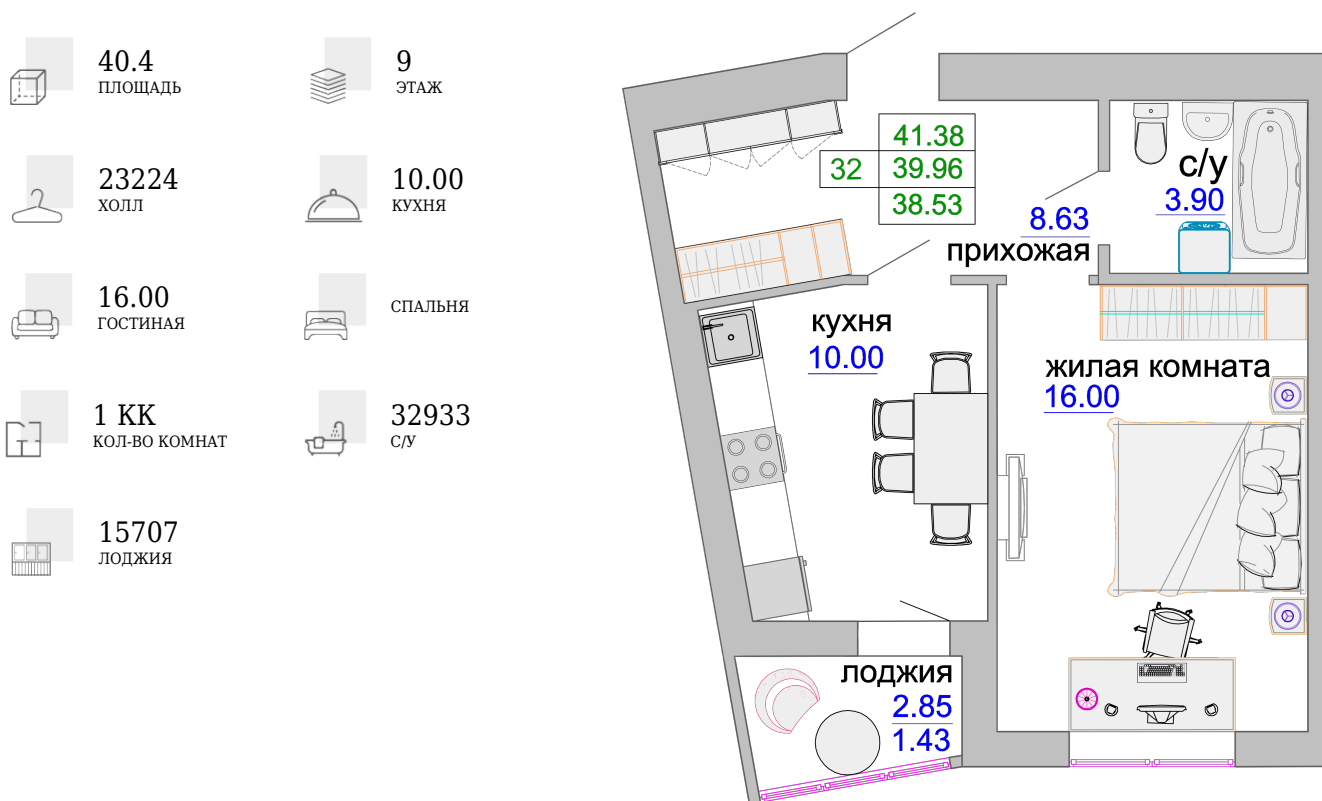 40.4
ПЛОЩАДЬ
9
ЭТАЖ
23224
ХОЛЛ
10.00
КУХНЯ
16.00
ГОСТИНАЯ
СПАЛЬНЯ
1 КК
КОЛ-ВО КОМНАТ
32933
С/У
15707
ЛОДЖИЯ
41.38
32 39.96
38.53
с/у
3.90
8.63
прихожая
кухня
10.00
жилая комната
16.00
лоджия
2.85
1.43